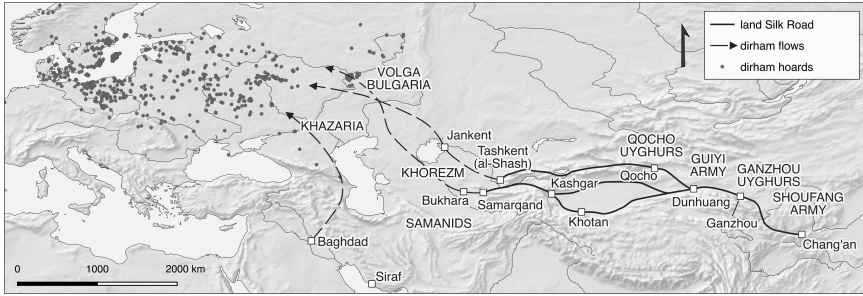 land Silk Road
dirham flows
dirham hoards
VOLGA
BULGARIA
KHAZARIA
Jankent
Tashkent
(al-Shash)
QOCHO
UYGHURS
GUIYI
ARMY
GANZHOU
UYGHURS
SHOUFANG
ARMY
KHOREZM
Kashgar
Qocho
Bukhara
Samarqand
Dunhuang
SAMANIDS
Khotan
Ganzhou
Baghdad
Chang'an
Siraf
0 1000 2000 km